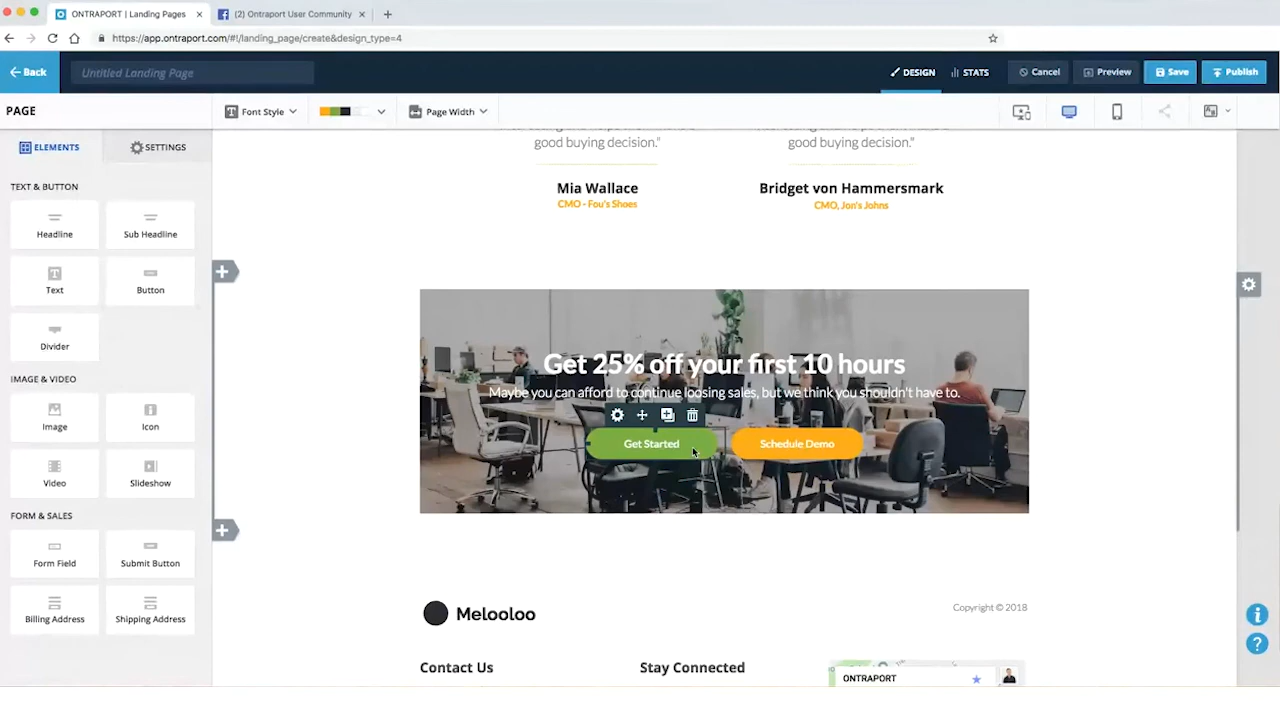 ONTRAPORT | Landing Pages
(2) Ontraport User Community
https://app.ontraport.com/#!/landing_page/create&design_type=4
Back
Untitled Landing Page
DESIGN
STATS
Cancel
Preview
Save
Publish
PAGE
Font Style
Page Width
ELEMENTS
SETTINGS
TEXT & BUTTON
Headline
Sub Headline
Text
Button
Divider
IMAGE & VIDEO
Image
Icon
Video
Slideshow
FORM & SALES
Form Field
Submit Button
Billing Address
Shipping Address
good buying decision.”
good buying decision.”
Mia Wallace
Bridget von Hammersmark
CMO - Fou's Shoes
CMO, Jon's Johns
Get 25% off your first 10 hours
Maybe you can afford to continue loosing sales, but we think you shouldn't have to.
Get Started
Schedule Demo
Melooloo
Copyright © 2018
Contact Us
Stay Connected
ONTRAPORT